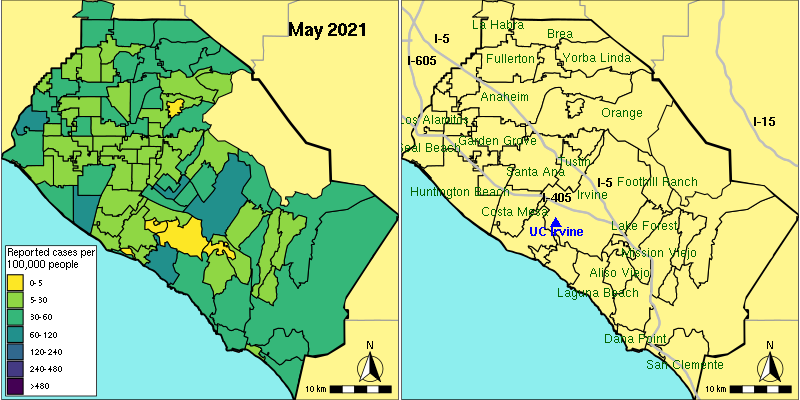 May 2021
Reported cases per
100,000 people
0-5
5-30
30-60
60-120
120-240
240-480
>480
N
10 km
La Habra
Brea
I-5
I-605
Fullerton
Yorba Linda
Anaheim
Orange
I-15
Los Alamitos
Garden Grove
Seal Beach
Tustin
Santa Ana
I-5
Foothill Ranch
Huntington Beach
I-405
Irvine
Costa Mesa
UC Irvine
Lake Forest
Mission Viejo
Aliso Viejo
Laguna Beach
Dana Point
San Clemente
N
10 km